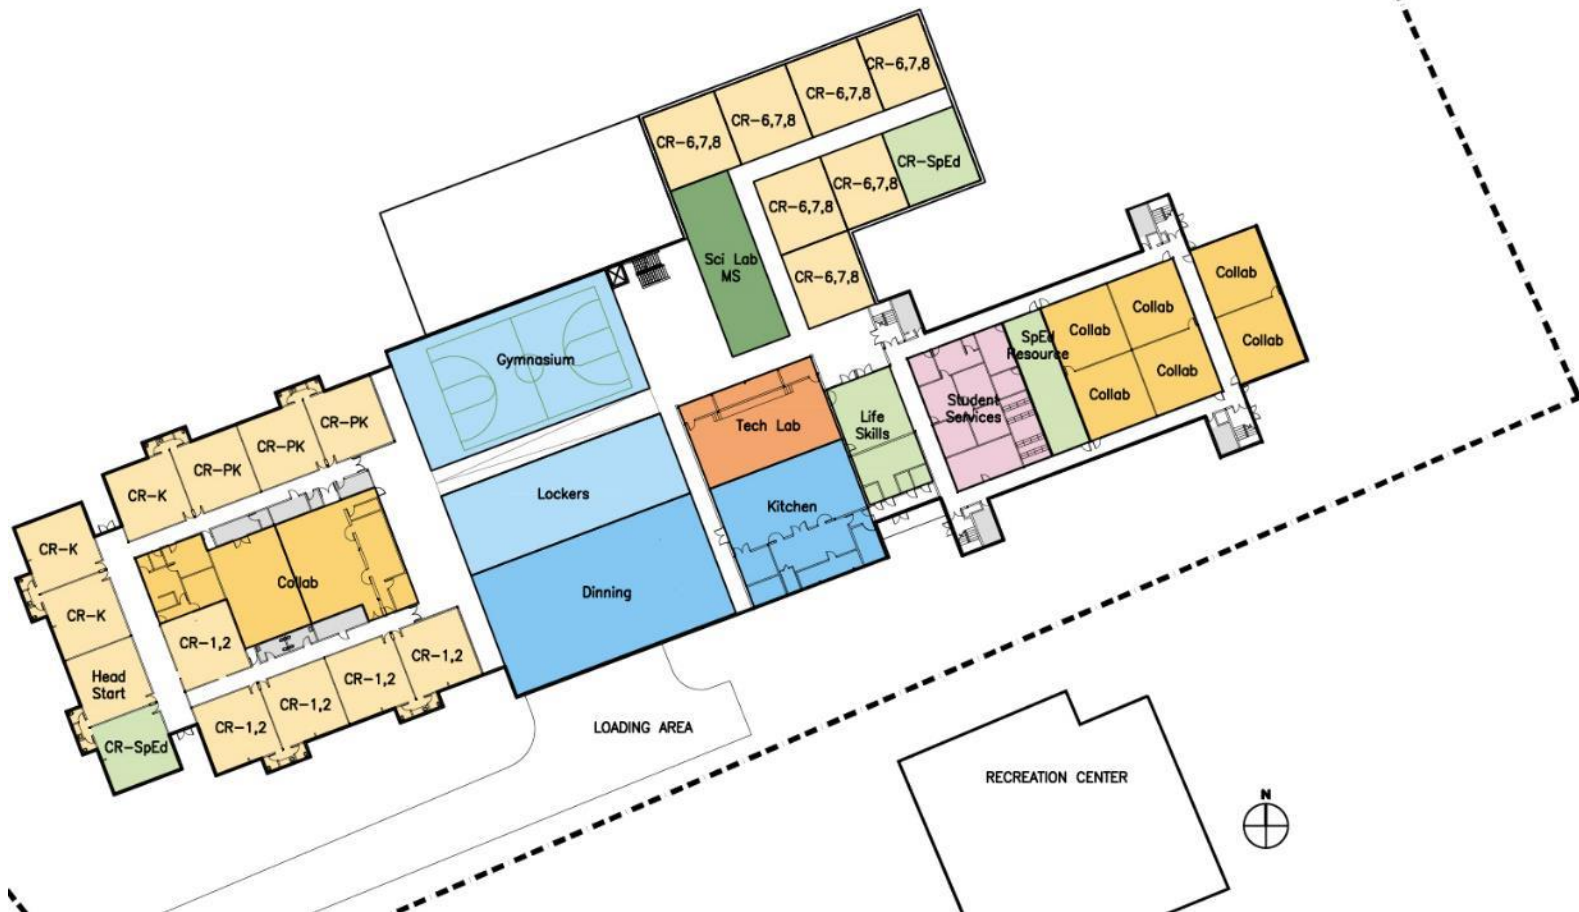 CR-6,7,8
CR-6,7,8
CR-6,7,8
CR-6,7,8
CR-SpEd
CR-6,7,8
CR-6,7,8
CR-6,7,8
Sci Lab
MS
Collab
Collab
Collab
Collab
Collab
Collab
SpEd
Resource
Student
Services
Life
Skills
Tech Lab
Kitchen
Gymnasium
Lockers
Dinning
CR-PK
CR-PK
CR-PK
CR-K
CR-K
CR-K
Head
Start
CR-SpEd
Collab
CR-1,2
CR-1,2
CR-1,2
CR-1,2
CR-1,2
LOADING AREA
RECREATION CENTER
N